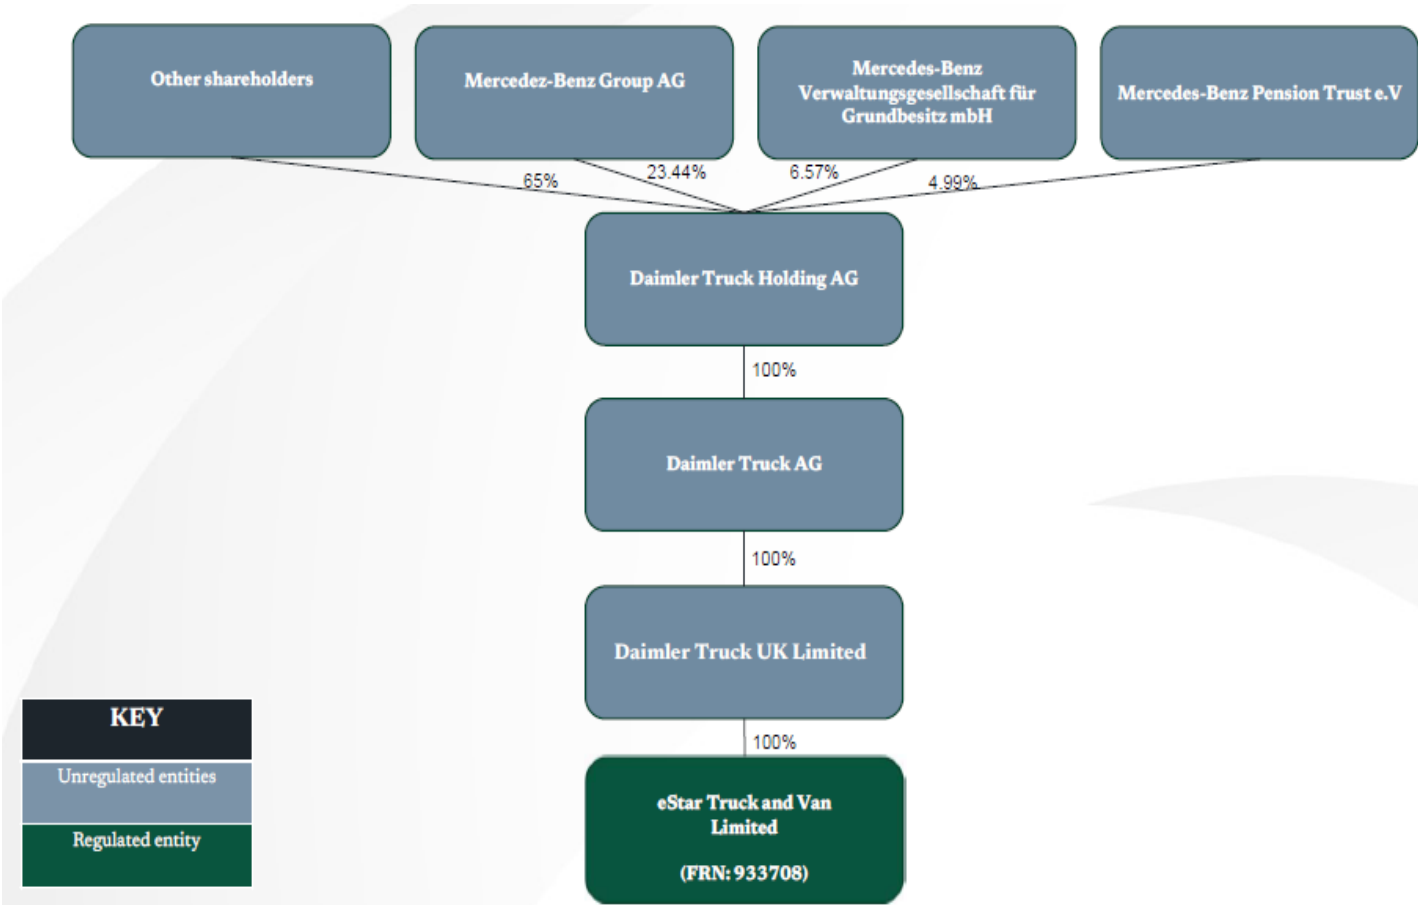 Other shareholders
Mercedez-Benz Group AG
Mercedes-Benz
Verwaltungsgesellschaft für
Grundbesitz mbH
Mercedes-Benz Pension Trust e.V
65%
23.44%
6.57%
4.99%
Daimler Truck Holding AG
100%
Daimler Truck AG
100%
Daimler Truck UK Limited
100%
eStar Truck and Van
Limited
(FRN: 933708)
KEY
Unregulated entities
Regulated entity